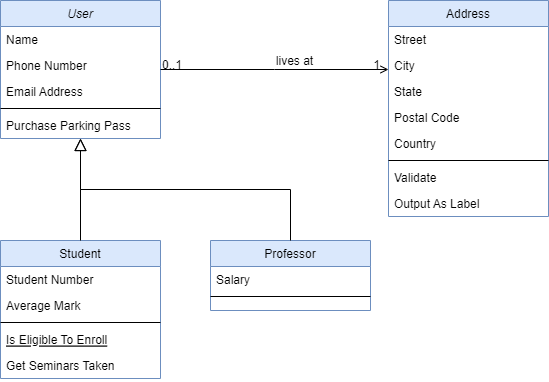 User
Name
Phone Number
Email Address
Purchase Parking Pass
0..1
lives at
1
Address
Street
City
State
Postal Code
Country
Validate
Output As Label
Student
Student Number
Average Mark
Is Eligible To Enroll
Get Seminars Taken
Professor
Salary